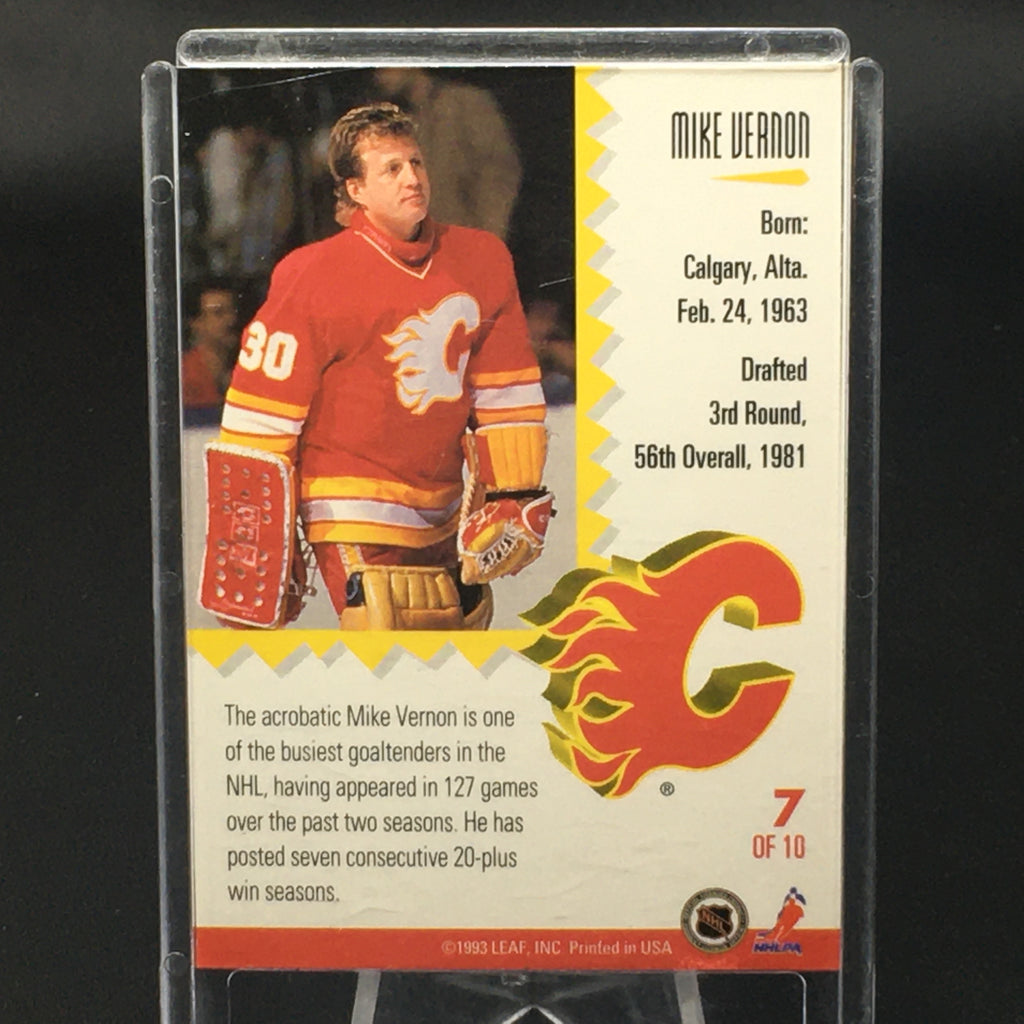 MIKE VERNON
Born:
Calgary, Alta.
Feb. 24, 1963
Drafted
3rd Round,
56th Overall, 1981
30
®
The acrobatic Mike Vernon is one
of the busiest goaltenders in the
NHL, having appeared in 127 games
over the past two seasons. He has
posted seven consecutive 20-plus
win seasons.
7
OF 10
NHL
NHLPA
©1993 LEAF, INC. Printed in USA